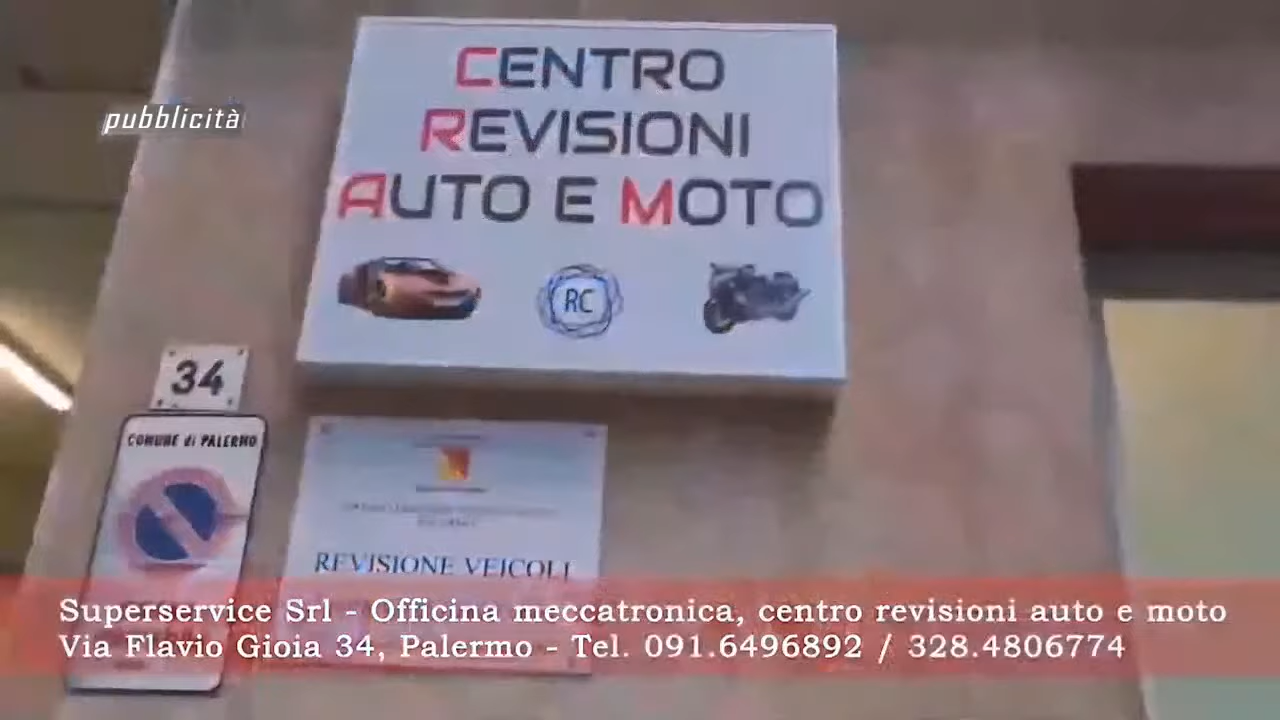 pubblicità
CENTRO
REVISIONI
AUTO E MOTO
RC
34
COMUNE di PALERMO
REVISIONE VEICOLI
Superservice Srl - Officina meccatronica, centro revisioni auto e moto
Via Flavio Gioia 34, Palermo - Tel. 091.6496892 / 328.4806774